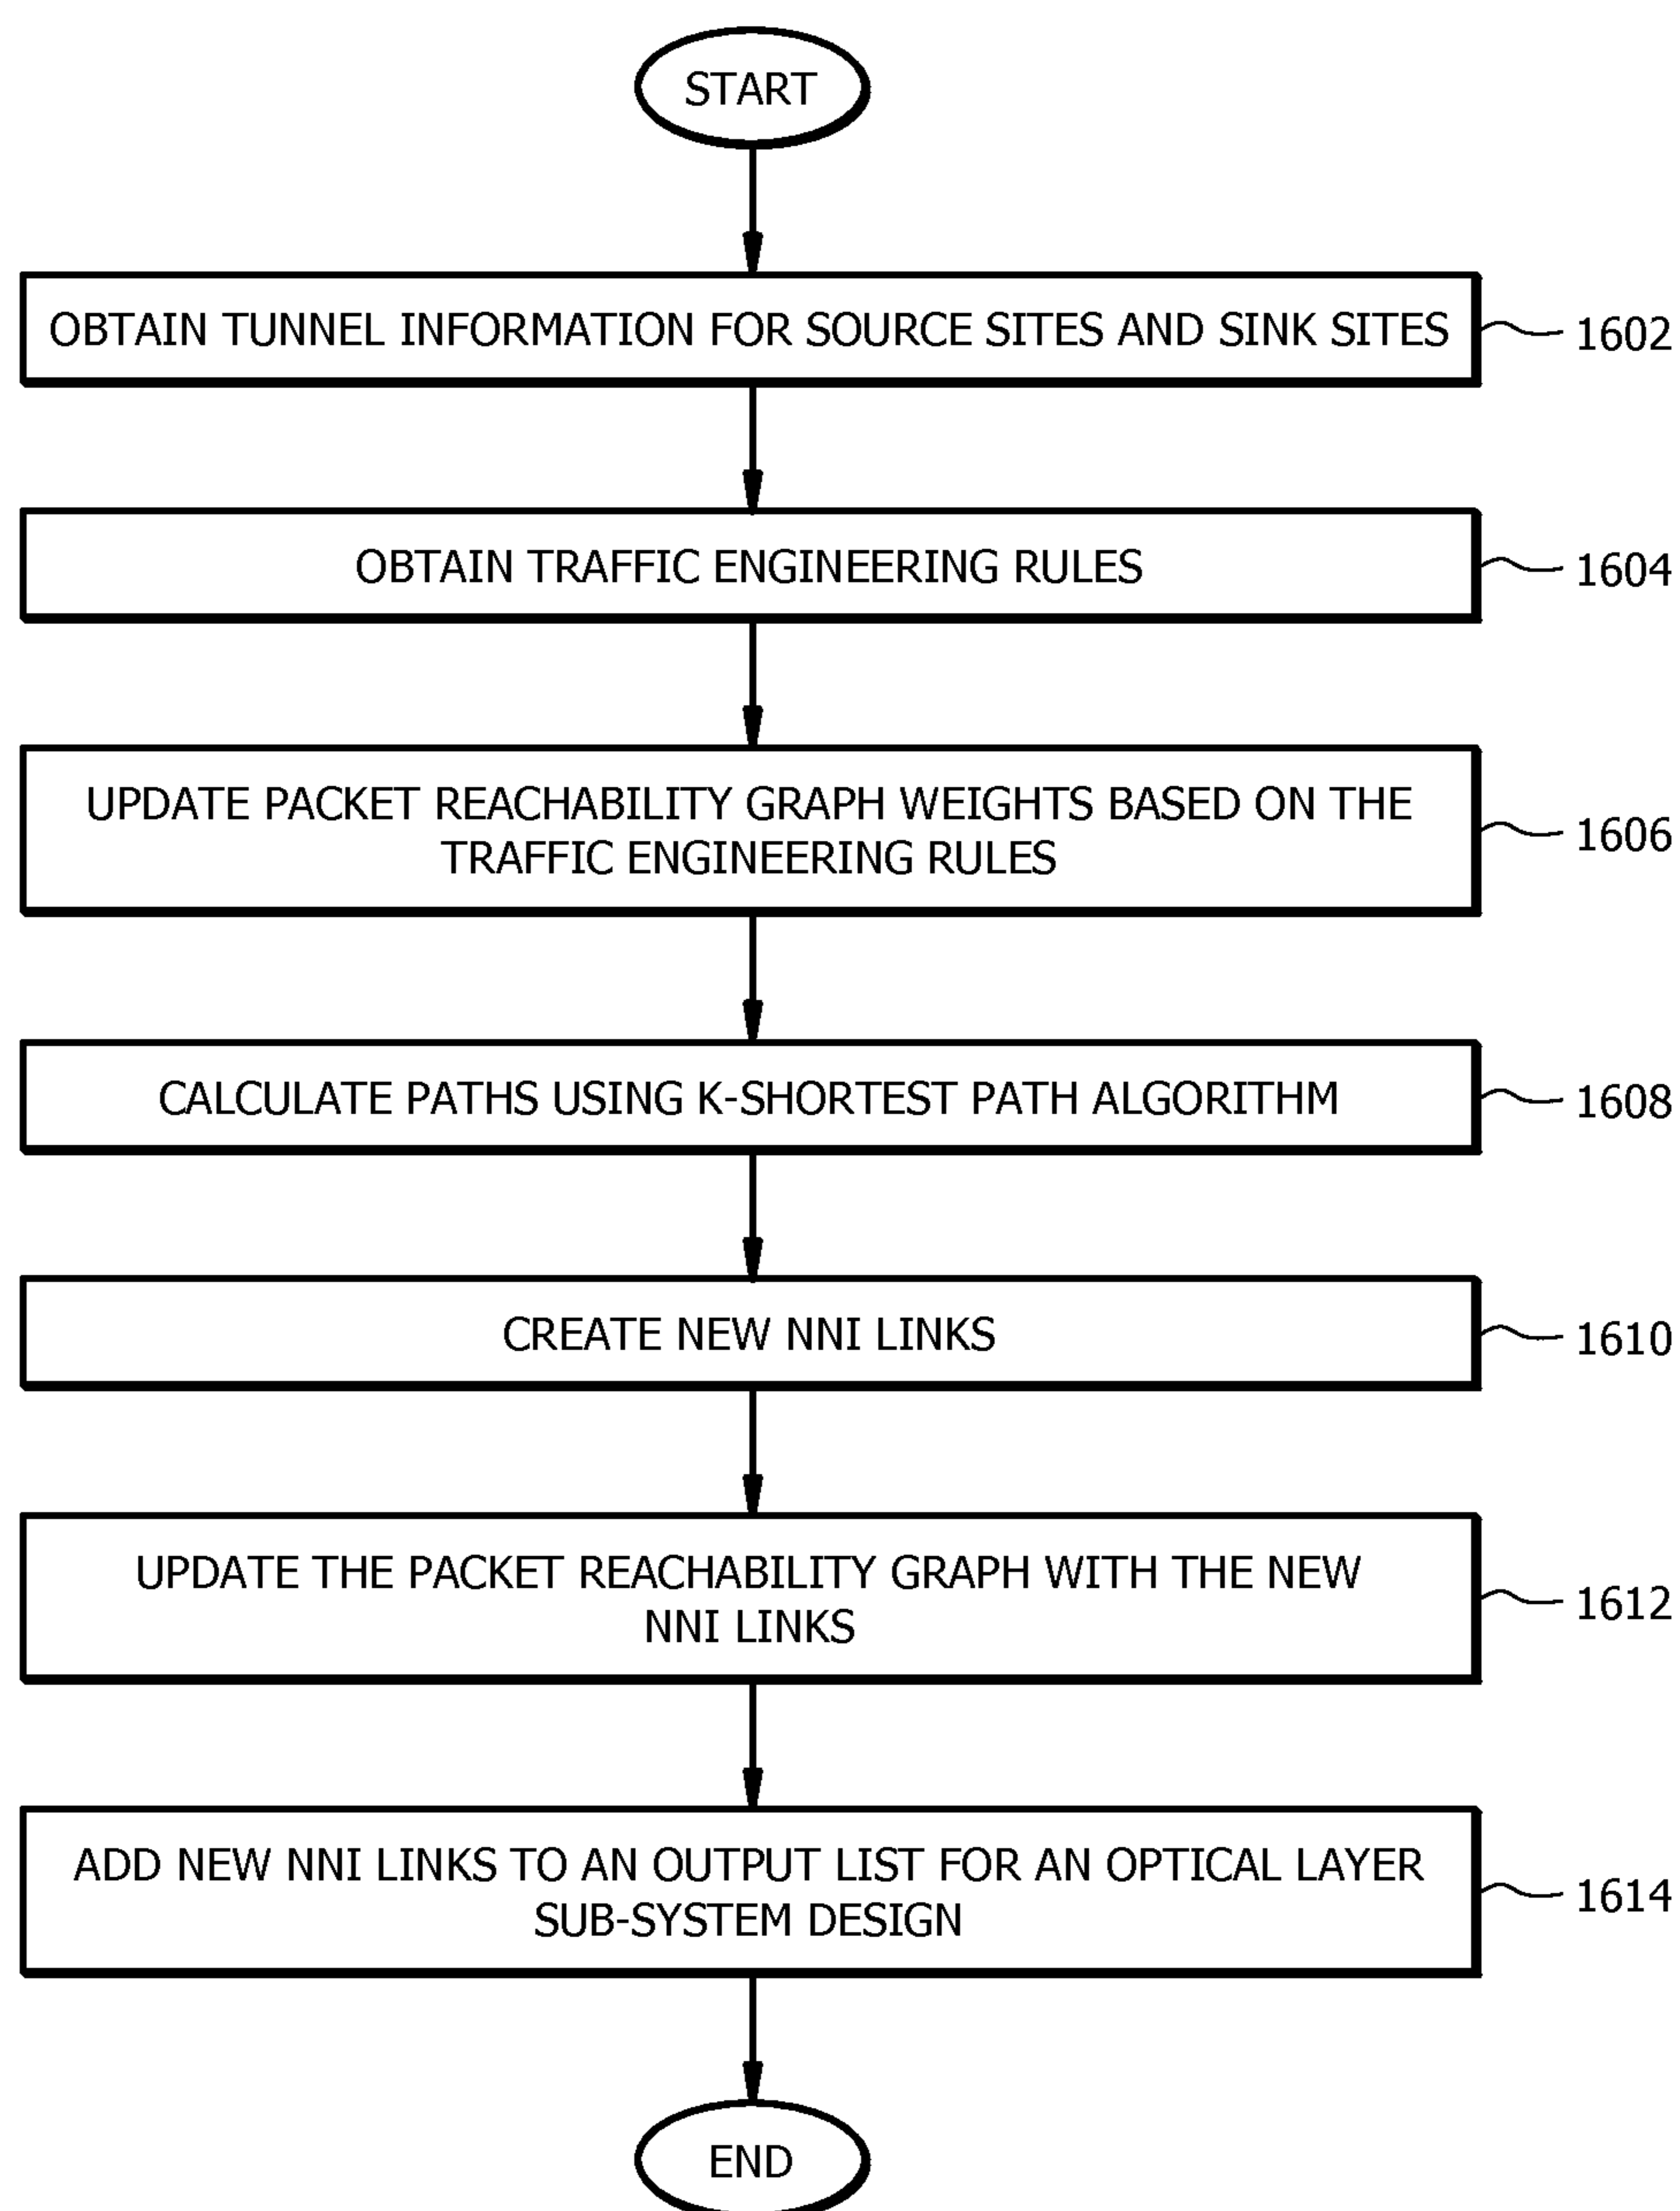 START
OBTAIN TUNNEL INFORMATION FOR SOURCE SITES AND SINK SITES
1602
OBTAIN TRAFFIC ENGINEERING RULES
1604
UPDATE PACKET REACHABILITY GRAPH WEIGHTS BASED ON THE
TRAFFIC ENGINEERING RULES
1606
CALCULATE PATHS USING K-SHORTEST PATH ALGORITHM
1608
CREATE NEW NNI LINKS
1610
UPDATE THE PACKET REACHABILITY GRAPH WITH THE NEW
NNI LINKS
1612
ADD NEW NNI LINKS TO AN OUTPUT LIST FOR AN OPTICAL LAYER
SUB-SYSTEM DESIGN
1614
END